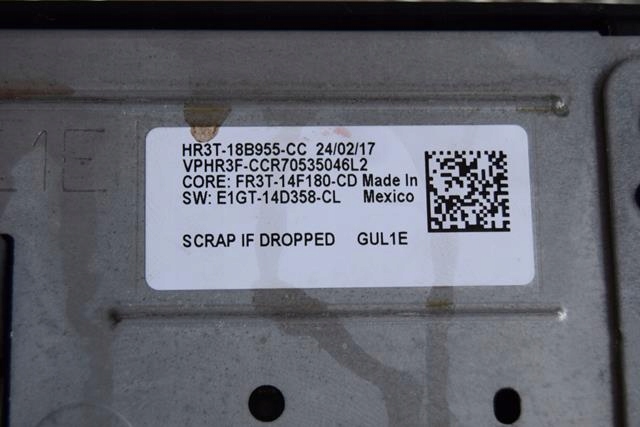 HR3T-18B955-CC 24/02/17
VPHR3F-CCR70535046L2
CORE: FR3T-14F180-CD Made In
SW: E1GT-14D358-CL Mexico
SCRAP IF DROPPED GUL1E